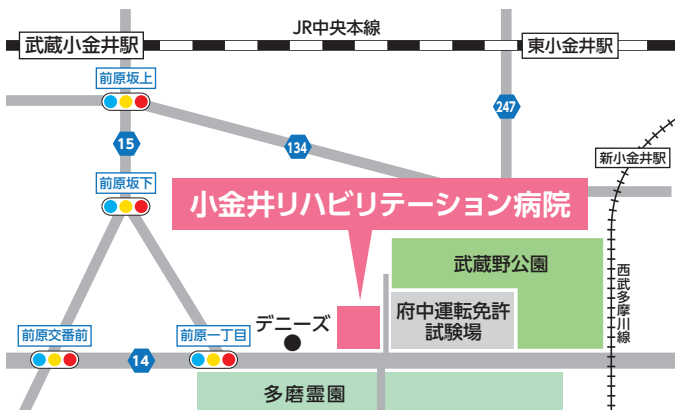 JR中央本線
武蔵小金井駅
東小金井駅
前原坂上
247
15
134
新小金井駅
前原坂下
小金井リハビリテーション病院
武蔵野公園
西武多摩川線
府中運転免許
試験場
デニーズ
前原交番前
前原一丁目
14
多磨霊園